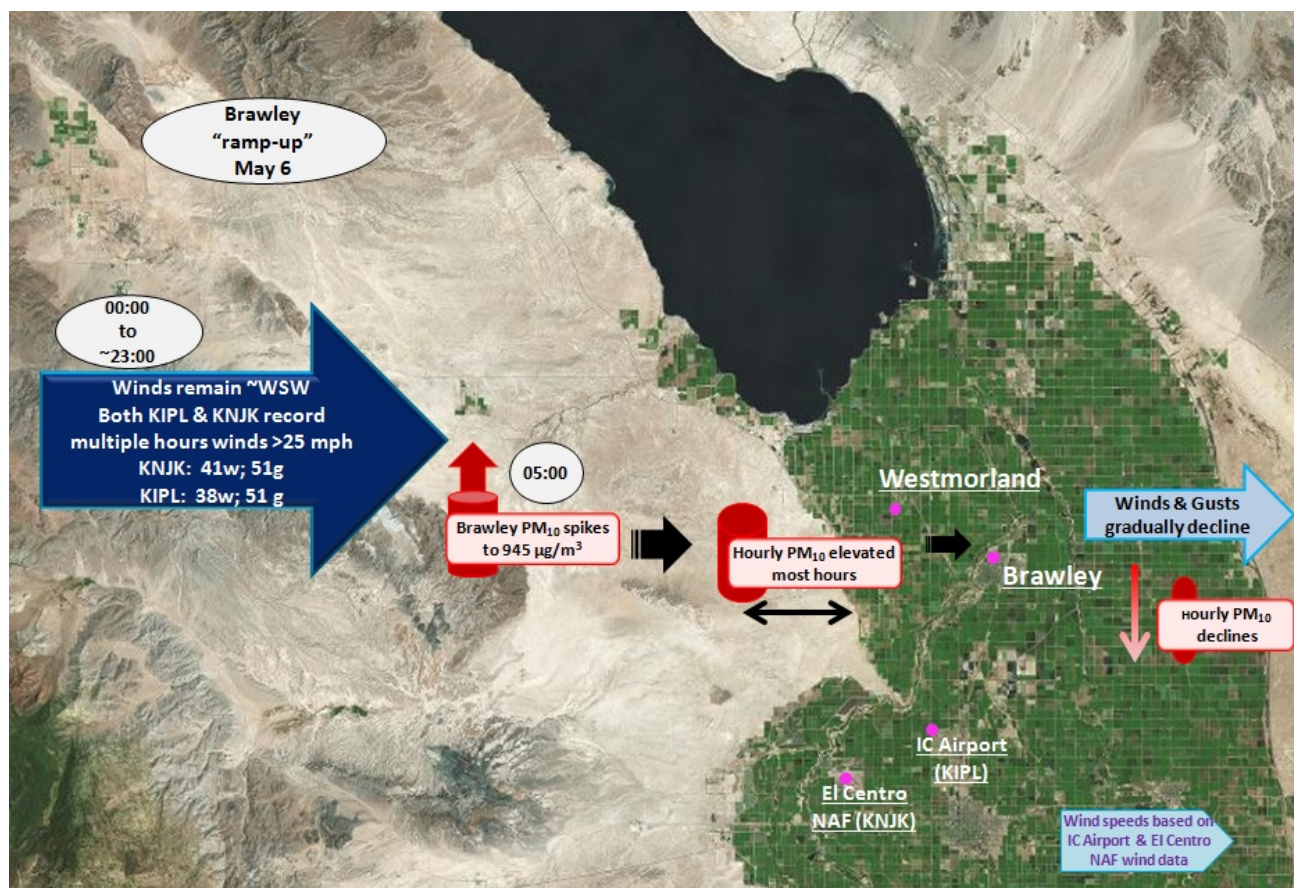 Brawley
“ramp-up”
May 6
00:00
to
~23:00
Winds remain ~WSW
Both KIPL & KNJK record
multiple hours winds >25 mph
KNJK: 41w; 51g
KIPL: 38w; 51 g
05:00
Brawley PM₁₀ spikes
to 945 µg/m³
Hourly PM₁₀ elevated
most hours
Westmorland
Brawley
Winds & Gusts
gradually decline
Hourly PM₁₀
declines
IC Airport
(KIPL)
El Centro
NAF (KNJK)
Wind speeds based on
IC Airport & El Centro
NAF wind data